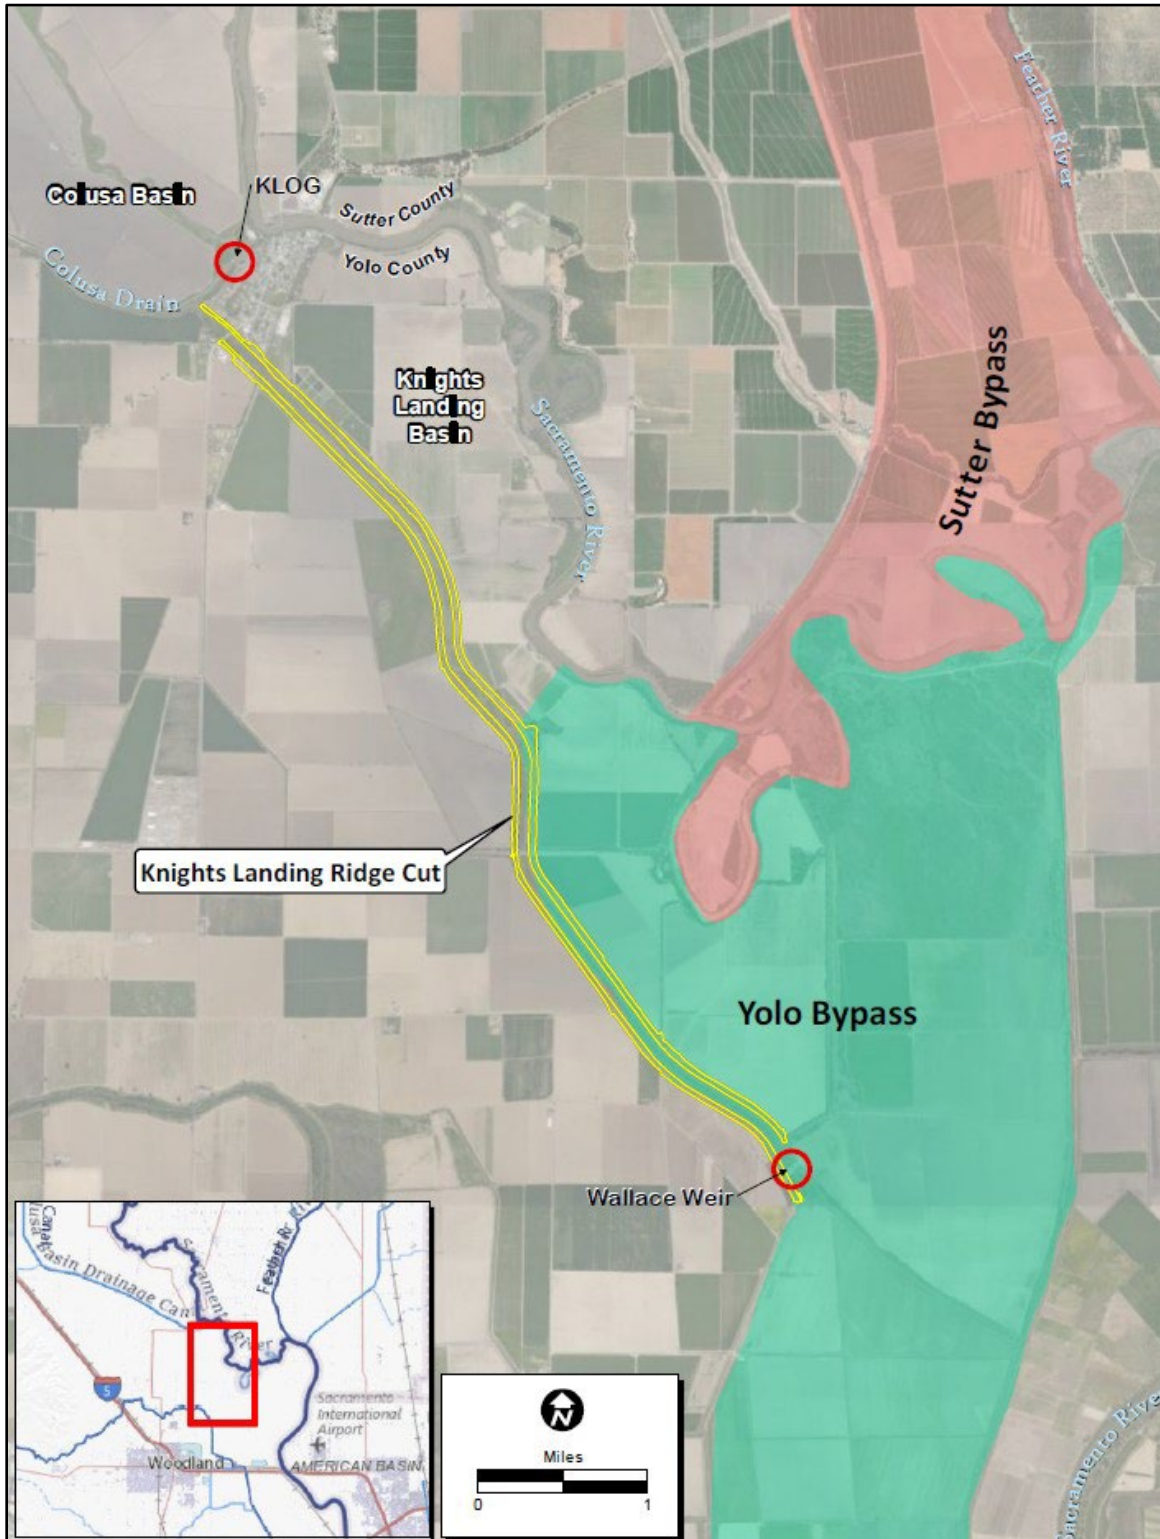 Feather River
KLOG
Colusa Basin
Sutter County
Yolo County
Colusa Drain
Knights
Landing
Basin
Sacramento River
Sutter Bypass
Knights Landing Ridge Cut
Yolo Bypass
Wallace Weir
Canal
Basin Drainage Canal
Sacramento River
5
Sacramento
International
Airport
Woodland
AMERICAN BASIN
N
Miles
0 1
Sacramento River